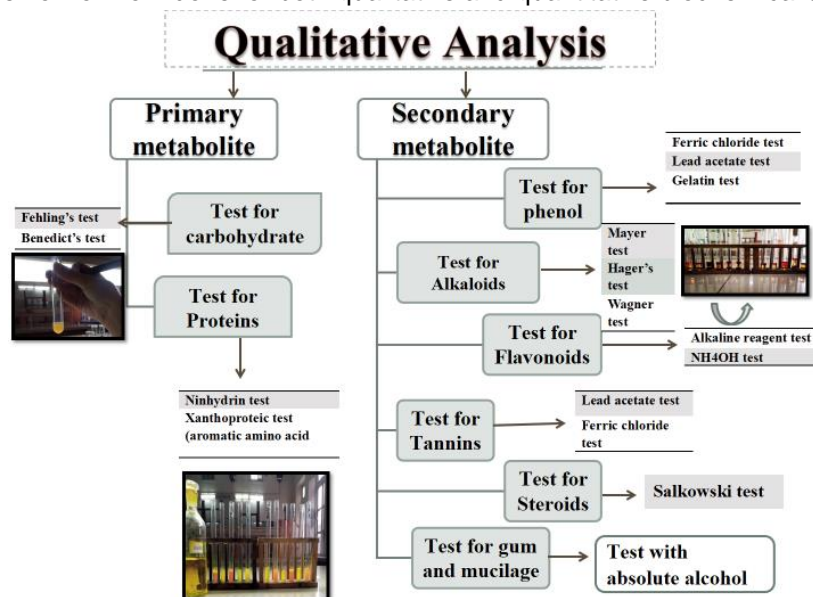 Qualitative Analysis
Primary
metabolite
Secondary
metabolite
Test for
carbohydrate
Fehling's test
Benedict's test
Test for
Proteins
Ninhydrin test
Xanthoproteic test
(aromatic amino acid
Test for
phenol
Ferric chloride test
Lead acetate test
Gelatin test
Test for
Alkaloids
Mayer
test
Hager's
test
Wagner
test
Test for
Flavonoids
Alkaline reagent test
NH4OH test
Test for
Tannins
Lead acetate test
Ferric chloride
test
Test for
Steroids
Salkowski test
Test for gum
and mucilage
Test with
absolute alcohol